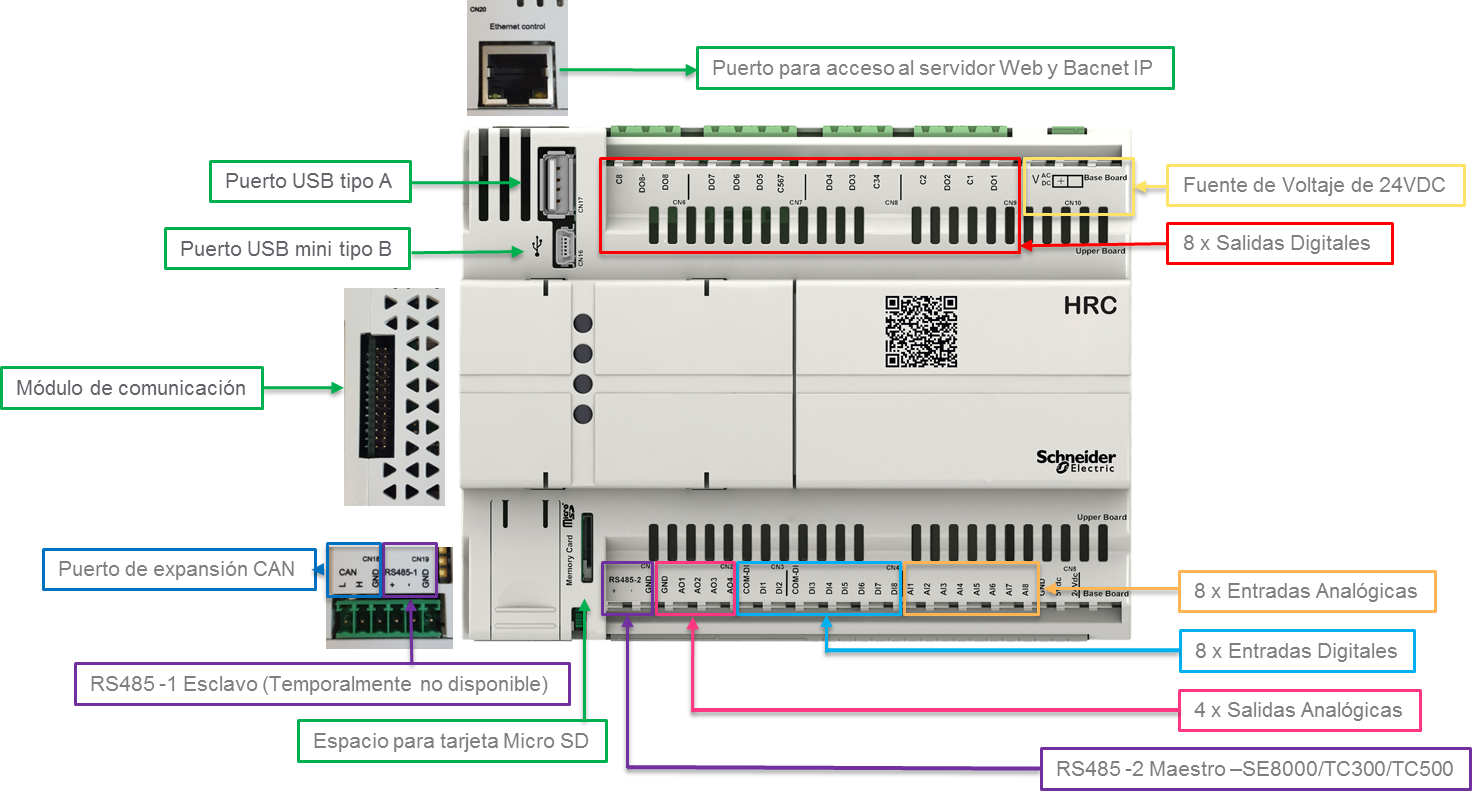 CN20
Ethernet control
Puerto para acceso al servidor Web y Bacnet IP
Puerto USB tipo A
CN17
C8
DO8-
DO8
DO7
DO6
DO5
C567
DO4
DO3
C34
C2
DO2
C1
DO1
CN6
CN7
CN8
CN9
V AC DC + Base Board
CN10
Fuente de Voltaje de 24VDC
Puerto USB mini tipo B
CN16
Upper Board
8 x Salidas Digitales
HRC
Módulo de comunicación
Schneider
Electric
Micro SD
Memory Card
Upper Board
Puerto de expansión CAN
CN18
CAN
L
H
GND
CN19
RS485-1
+
-
GND
RS485-2
+
-
GND
CN2
GND
AO1
AO2
AO3
AO4
CN3
COM-DI
DI1
DI2
COM-DI
DI3
DI4
DI5
DI6
DI7
DI8
CN4
AI1
AI2
AI3
AI4
AI5
AI6
AI7
AI8
GND
CN5
Base Board
8 x Entradas Analógicas
8 x Entradas Digitales
RS485 -1 Esclavo (Temporalmente no disponible)
4 x Salidas Analógicas
Espacio para tarjeta Micro SD
RS485 -2 Maestro –SE8000/TC300/TC500